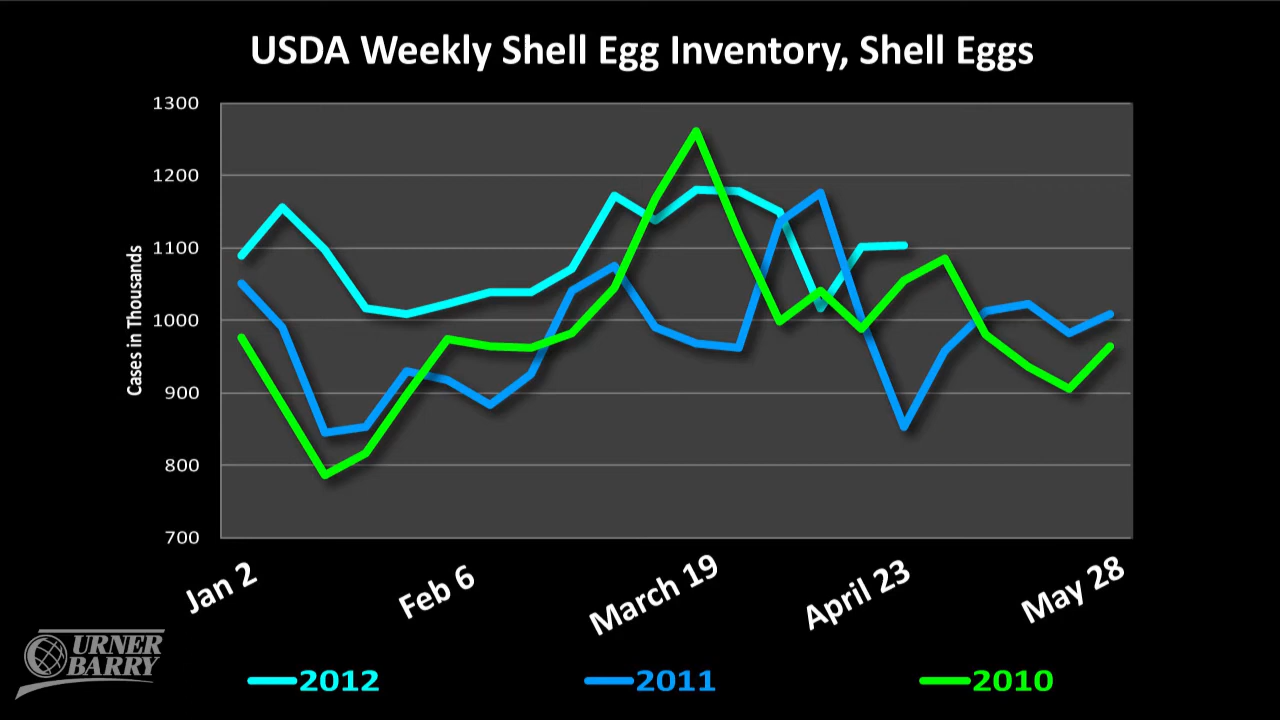 USDA Weekly Shell Egg Inventory, Shell Eggs
1300
1200
1100
1000
900
800
700
Cases in Thousands
Jan 2
Feb 6
March 19
April 23
May 28
URNER
BARRY
2012
2011
2010